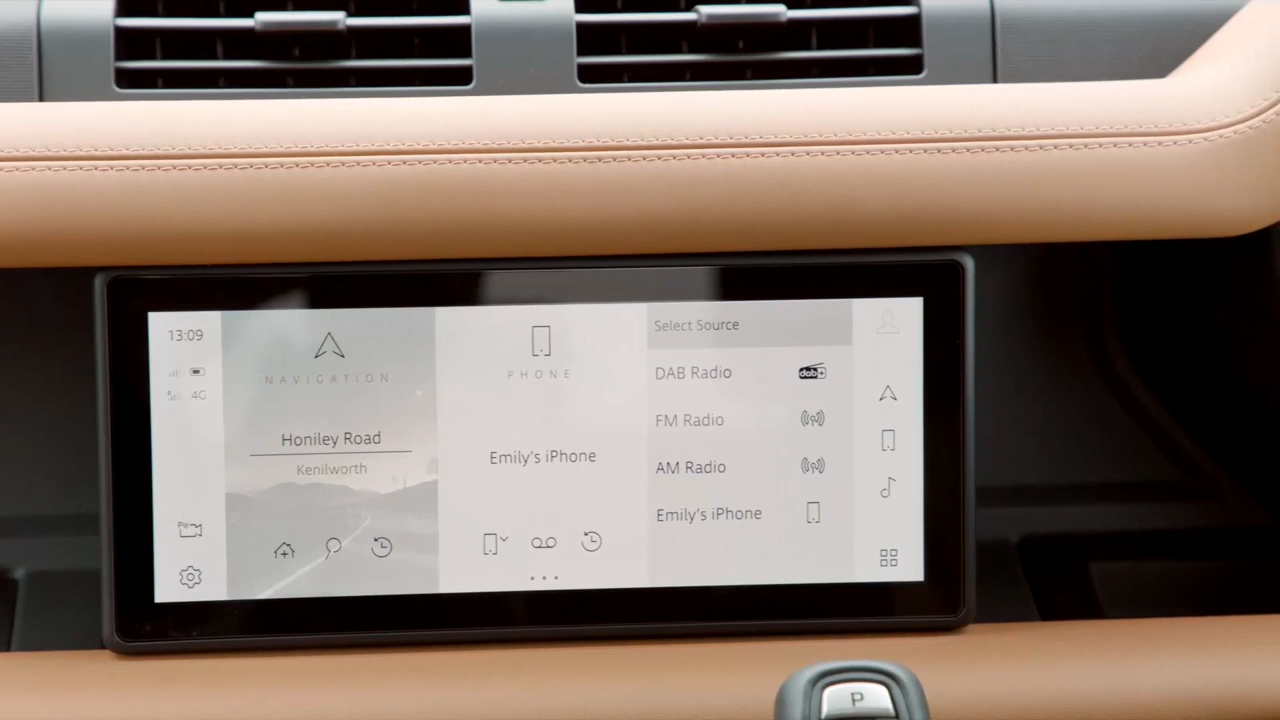 13:09
4G
NAVIGATION
Honiley Road
Kenilworth
PHONE
Emily's iPhone
Select Source
DAB Radio
dab+
FM Radio
AM Radio
Emily's iPhone
P